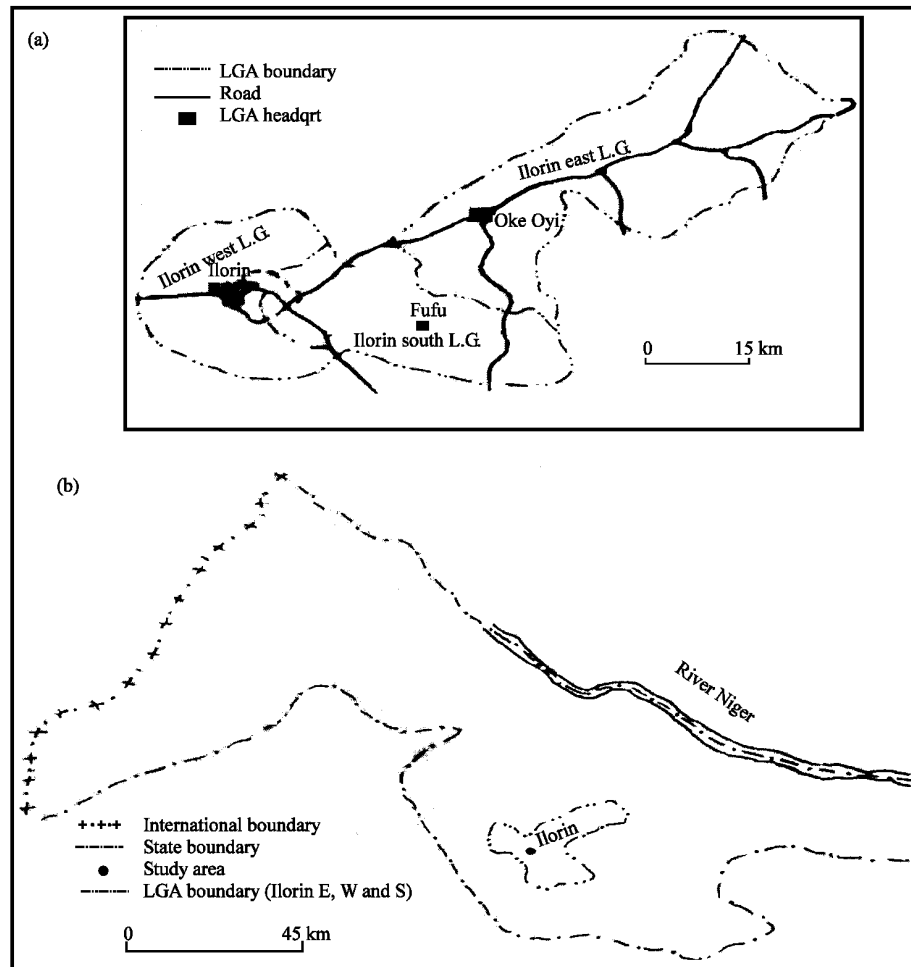 (a)
LGA boundary
Road
LGA headqrt
Ilorin east L.G.
Oke Oyi
Ilorin west L.G.
Ilorin
Fufu
Ilorin south L.G.
0 15 km
(b)
River Niger
Ilorin
International boundary
State boundary
Study area
LGA boundary (Ilorin E, W and S)
0 45 km